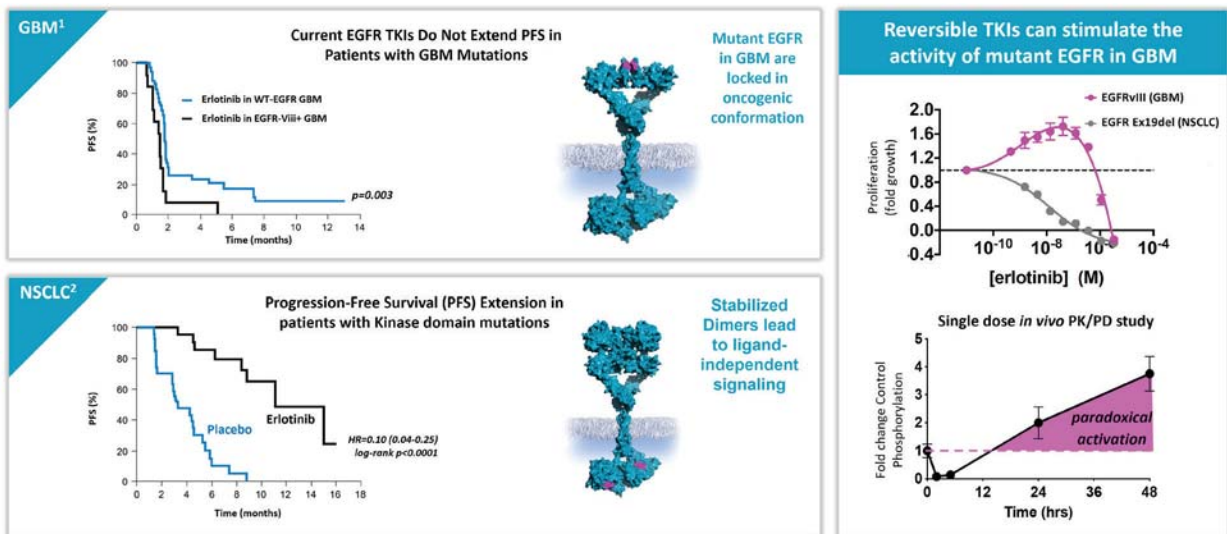 GBM1
Current EGFR TKIs Do Not Extend PFS in
Patients with GBM Mutations
PFS (%)
100
80
60
40
20
0
Erlotinib in WT-EGFR GBM
Erlotinib in EGFR-Viii+ GBM
p=0.003
0 2 4 6 8 10 12 14
Time (months)
Mutant EGFR
in GBM are
locked in
oncogenic
conformation
NSCLC2
Progression-Free Survival (PFS) Extension in
patients with Kinase domain mutations
PFS (%)
100
80
60
40
20
0
Placebo
Erlotinib
HR=0.10 (0.04-0.25)
log-rank p<0.0001
0 2 4 6 8 10 12 14 16 18
Time (months)
Stabilized
Dimers lead
to ligand-
independent
signaling
Reversible TKIs can stimulate the
activity of mutant EGFR in GBM
EGFRvIII (GBM)
EGFR Ex19del (NSCLC)
Proliferation
(fold growth)
2.0
1.6
1.2
0.8
0.4
0.0
0.4
10-10 10-8 10-6 10-4
[erlotinib] (M)
Single dose in vivo PK/PD study
Fold change Control
Phosphorylation
5
4
3
2
1
0
paradoxical
activation
0 12 24 36 48
Time (hrs)